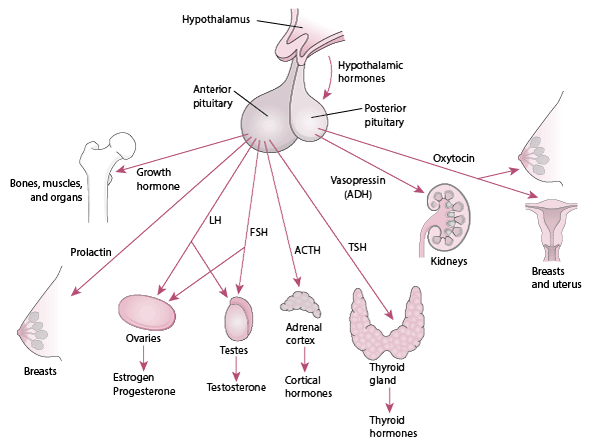 Hypothalamus
Hypothalamic
hormones
Anterior
pituitary
Posterior
pituitary
Oxytocin
Growth
hormone
Bones, muscles,
and organs
Vasopressin
(ADH)
LH
FSH
ACTH
TSH
Prolactin
Kidneys
Breasts
and uterus
Breasts
Ovaries
Testes
Adrenal
cortex
Thyroid
gland
Estrogen
Progesterone
Testosterone
Cortical
hormones
Thyroid
hormones